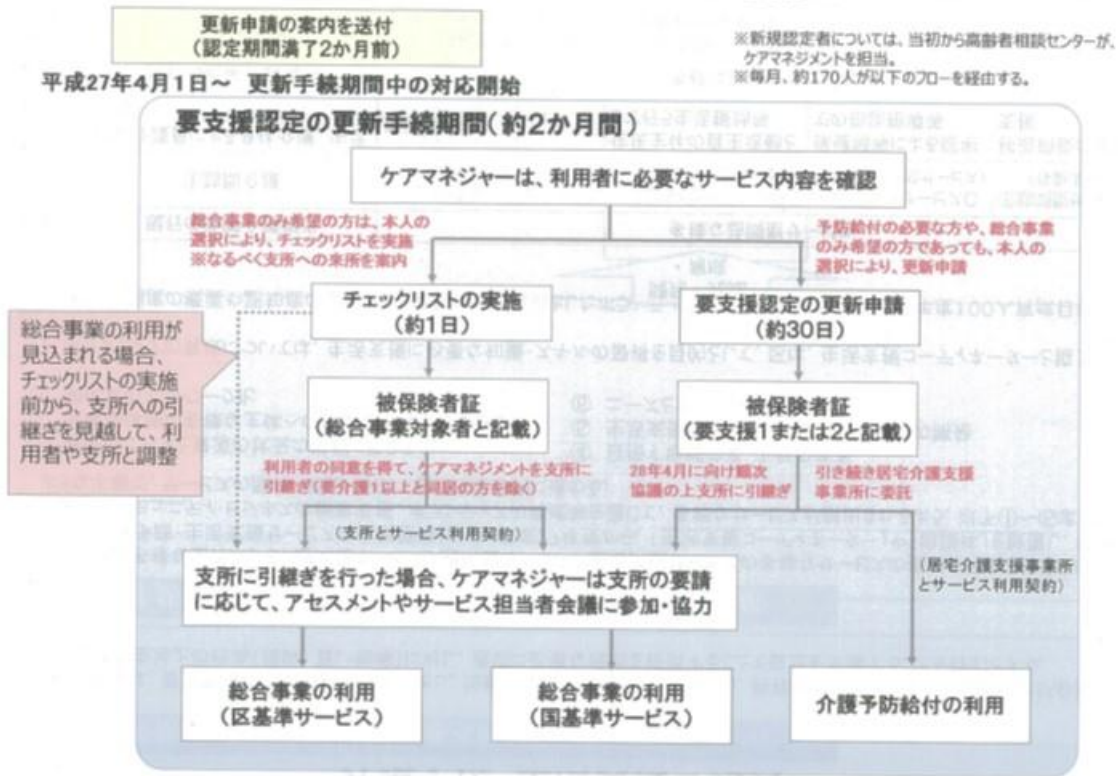 更新申請の案内を送付
(認定期間満了2か月前)
※新規認定者については、当初から高齢者相談センターが、
ケアマネジメントを担当。
※毎月、約170人が以下のフローを経由する。
平成27年4月1日~ 更新手続期間中の対応開始
要支援認定の更新手続期間(約2か月間)
ケアマネジャーは、利用者に必要なサービス内容を確認
総合事業のみ希望の方は、本人の
選択により、チェックリストを実施
※なるべく支所への来所を案内
予防給付の必要な方や、総合事業
のみ希望の方であっても、本人の
選択により、更新申請
チェックリストの実施
(約1日)
要支援認定の更新申請
(約30日)
総合事業の利用が
見込まれる場合、
チェックリストの実施
前から、支所への引
継ぎを見越して、利
用者や支所と調整
被保険者証
(総合事業対象者と記載)
被保険者証
(要支援1または2と記載)
利用者の同意を得て、ケアマネジメントを支所に
引継ぎ(要介護1以上と同居の方を除く)
28年4月に向け順次
協議の上支所に引継ぎ
引き続き居宅介護支援
事業所に委託
(支所とサービス利用契約)
(居宅介護支援事業所
とサービス利用契約)
支所に引継ぎを行った場合、ケアマネジャーは支所の要請
に応じて、アセスメントやサービス担当者会議に参加・協力
総合事業の利用
(区基準サービス)
総合事業の利用
(国基準サービス)
介護予防給付の利用